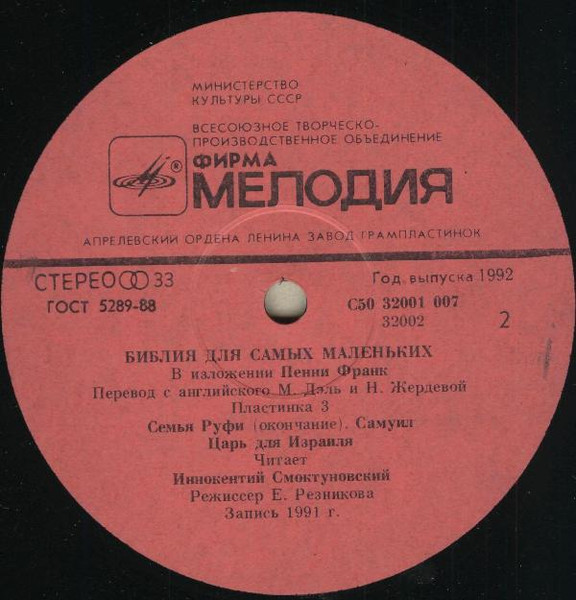 МИНИСТЕРСТВО
КУЛЬТУРЫ СССР
ВСЕСОЮЗНОЕ ТВОРЧЕСКО-
ПРОИЗВОДСТВЕННОЕ ОБЪЕДИНЕНИЕ
®
ФИРМА
МЕЛОДИЯ
АПРЕЛЕВСКИЙ ОРДЕНА ЛЕНИНА ЗАВОД ГРАМПЛАСТИНОК
СТЕРЕО 33
Год выпуска 1992
ГОСТ 5289-88
С50 32001 007
32002
2
БИБЛИЯ ДЛЯ САМЫХ МАЛЕНЬКИХ
В изложении Пенни Франк
Перевод с английского М. Дэль и Н. Жердевой
Пластинка 3
Семья Руфи (окончание). Самуил
Царь для Израиля
Читает
Иннокентий Смоктуновский
Режиссер Е. Резникова
Запись 1991 г.